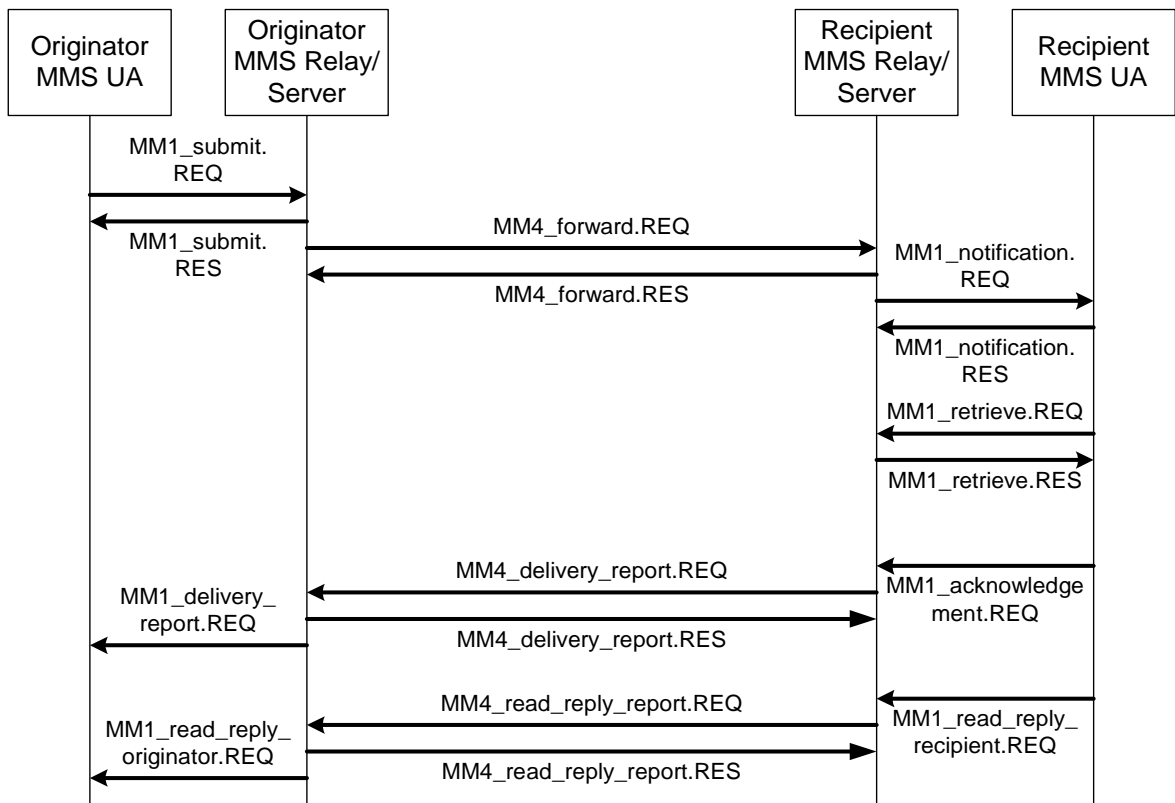 Originator
MMS UA
Originator
MMS Relay/
Server
Recipient
MMS Relay/
Server
Recipient
MMS UA
MM1_submit.
REQ
MM1_submit.
RES
MM4_forward.REQ
MM4_forward.RES
MM1_notification.
REQ
MM1_notification.
RES
MM1_retrieve.REQ
MM1_retrieve.RES
MM1_acknowledge
ment.REQ
MM4_delivery_report.REQ
MM4_delivery_report.RES
MM1_delivery_
report.REQ
MM1_read_reply_
recipient.REQ
MM4_read_reply_report.REQ
MM4_read_reply_report.RES
MM1_read_reply_
originator.REQ